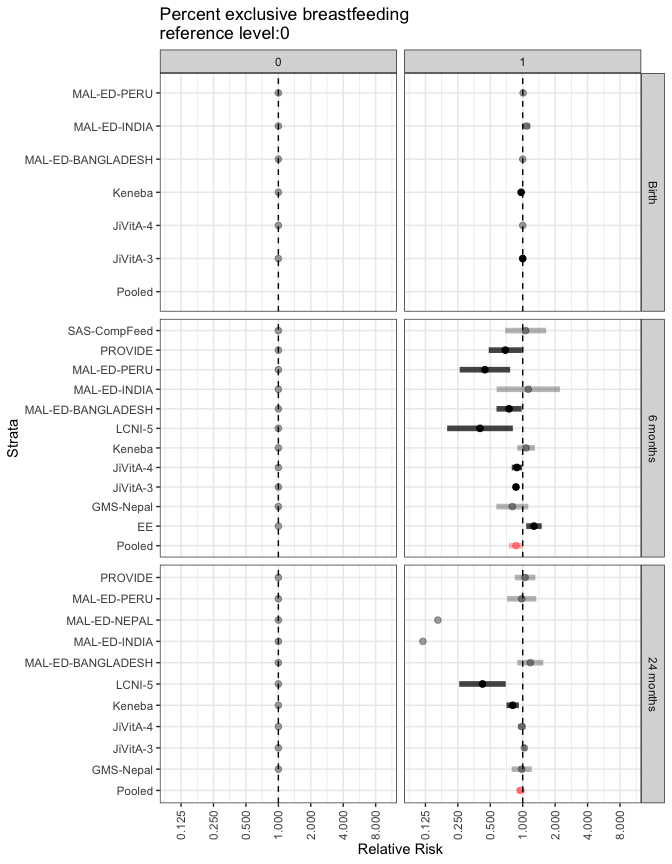 Percent exclusive breastfeeding
reference level:0
0
1
MAL-ED-PERU
MAL-ED-INDIA
MAL-ED-BANGLADESH
Keneba
JiVitA-4
JiVitA-3
Pooled
Birth
SAS-CompFeed
PROVIDE
MAL-ED-PERU
MAL-ED-INDIA
MAL-ED-BANGLADESH
LCNI-5
Keneba
JiVitA-4
JiVitA-3
GMS-Nepal
EE
Pooled
6 months
PROVIDE
MAL-ED-PERU
MAL-ED-NEPAL
MAL-ED-INDIA
MAL-ED-BANGLADESH
LCNI-5
Keneba
JiVitA-4
JiVitA-3
GMS-Nepal
Pooled
24 months
Strata
0.125 0.250 0.500 1.000 2.000 4.000 8.000
0.125 0.250 0.500 1.000 2.000 4.000 8.000
Relative Risk